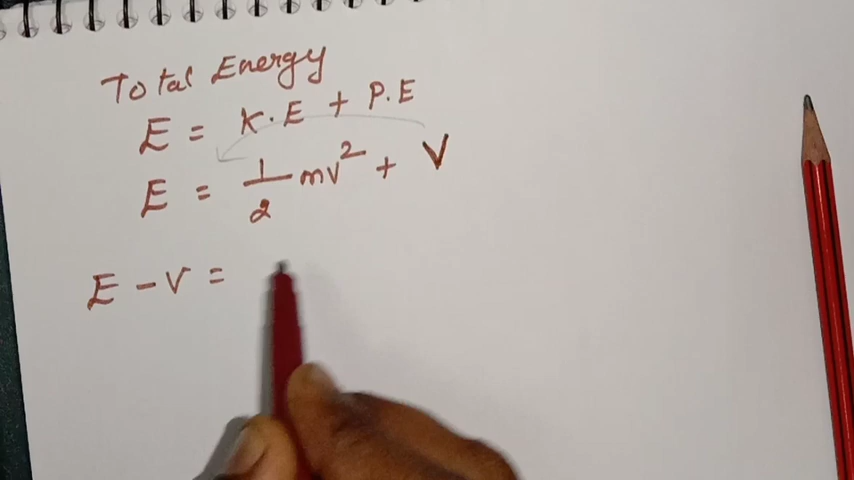 Total Energy
E = K.E + P.E
E = 1/2 mv² + V
E - V =